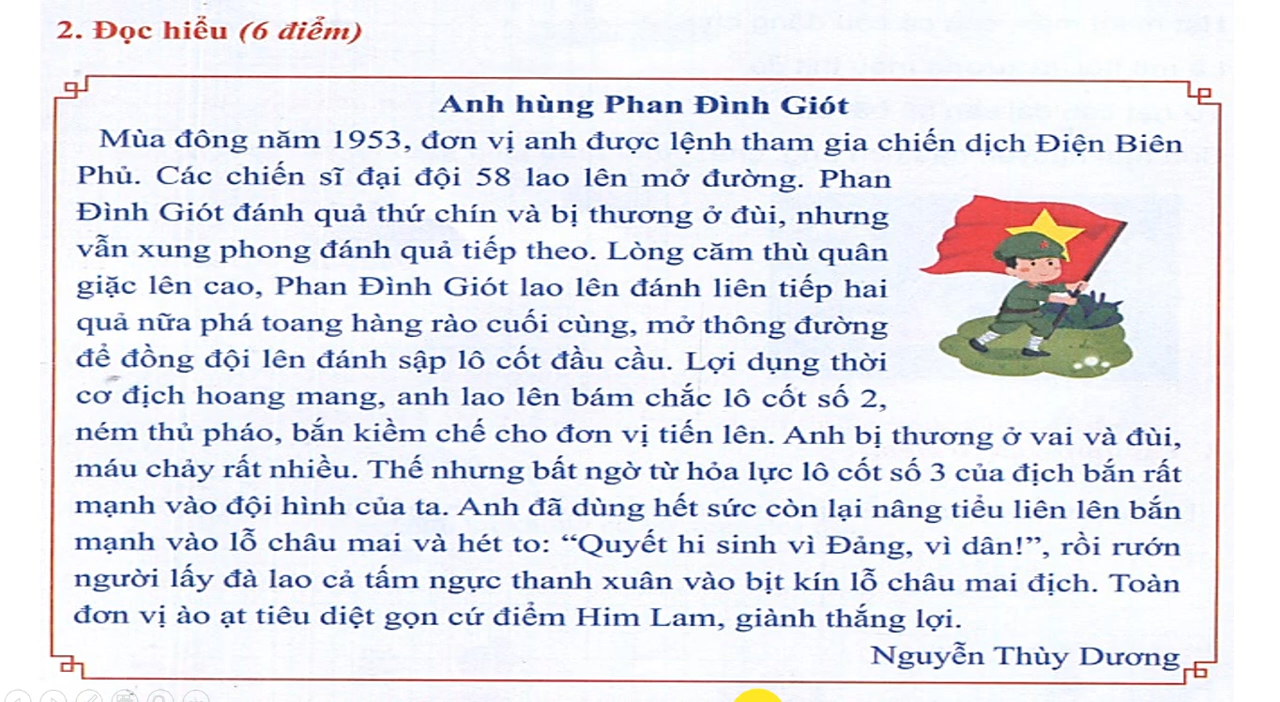 2. Đọc hiểu (6 điểm)
Anh hùng Phan Đình Giót
Mùa đông năm 1953, đơn vị anh được lệnh tham gia chiến dịch Điện Biên
Phủ. Các chiến sĩ đại đội 58 lao lên mở đường. Phan
Đình Giót đánh quả thứ chín và bị thương ở đùi, nhưng
vẫn xung phong đánh quả tiếp theo. Lòng căm thù quân
giặc lên cao, Phan Đình Giót lao lên đánh liên tiếp hai
quả nữa phá toang hàng rào cuối cùng, mở thông đường
để đồng đội lên đánh sập lô cốt đầu cầu. Lợi dụng thời
cơ địch hoang mang, anh lao lên bám chắc lô cốt số 2,
ném thủ pháo, bắn kiềm chế cho đơn vị tiến lên. Anh bị thương ở vai và đùi,
máu chảy rất nhiều. Thế nhưng bất ngờ từ hỏa lực lô cốt số 3 của địch bắn rất
mạnh vào đội hình của ta. Anh đã dùng hết sức còn lại nâng tiểu liên lên bắn
mạnh vào lỗ châu mai và hét to: “Quyết hi sinh vì Đảng, vì dân!”, rồi rướn
người lấy đà lao cả tấm ngực thanh xuân vào bịt kín lỗ châu mai địch. Toàn
đơn vị ào ạt tiêu diệt gọn cứ điểm Him Lam, giành thắng lợi.
Nguyễn Thùy Dương